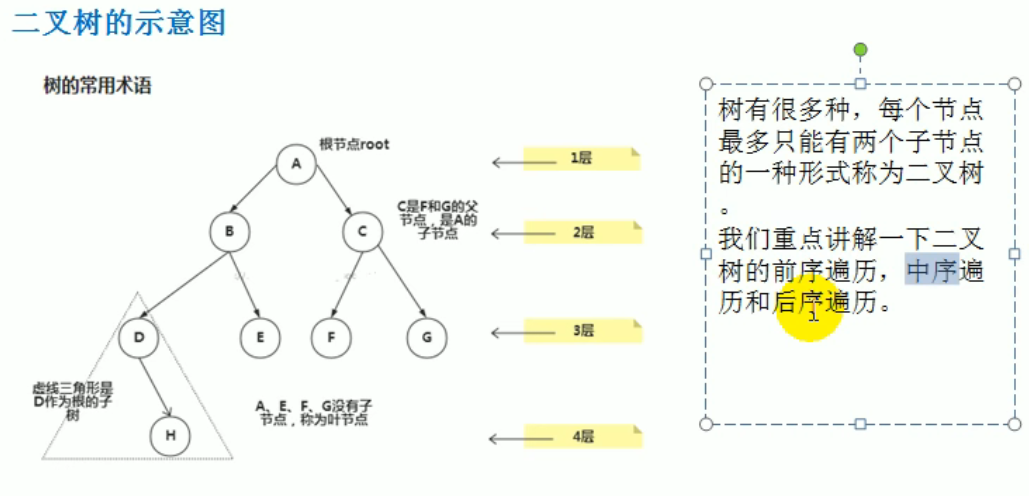 二叉树的示意图
树的常用术语
根节点root
A
1层
C是F和G的父
节点，是A的
子节点
B
C
2层
D
E
F
G
3层
虚线三角形是
D作为根的子
树
A、E、F、G没有子
节点，称为叶节点
H
4层
树有很多种，每个节点
最多只能有两个子节点
的一种形式称为二叉树
。
我们重点讲解一下二叉
树的前序遍历，中序遍
历和后序遍历。